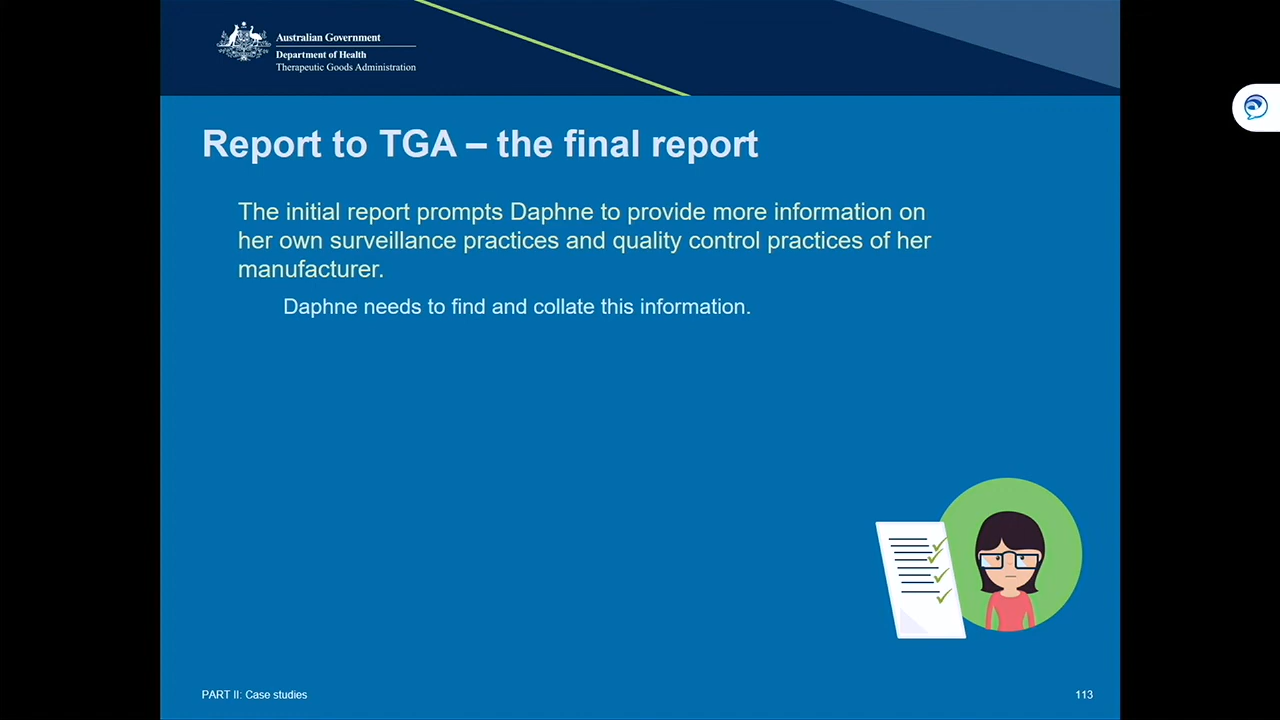 Australian Government
Department of Health
Therapeutic Goods Administration
Report to TGA – the final report
The initial report prompts Daphne to provide more information on
her own surveillance practices and quality control practices of her
manufacturer.
Daphne needs to find and collate this information.
PART II: Case studies
113